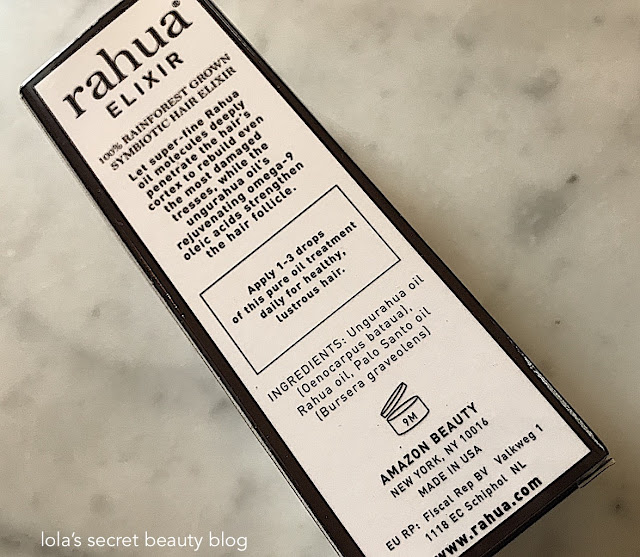 rahua®
ELIXIR
100% RAINFOREST GROWN
SYMBIOTIC HAIR ELIXIR
Let super-fine Rahua
oil molecules deeply
penetrate the hair's
cortex to rebuild even
the most damaged
tresses, while the
ungurahua oil's
rejuvenating omega-9
oleic acids strengthen
the hair follicle.
Apply 1-3 drops
of this pure oil treatment
daily for healthy,
lustrous hair.
INGREDIENTS: Ungurahua oil
(Oenocarpus bataua),
Rahua oil, Palo Santo oil
(Bursera graveolens)
9M
AMAZON BEAUTY
NEW YORK, NY 10016
MADE IN USA
EU RP: Fiscal Rep BV Valkweg 1
1118 EC Schiphol NL
www.rahua.com
lola's secret beauty blog